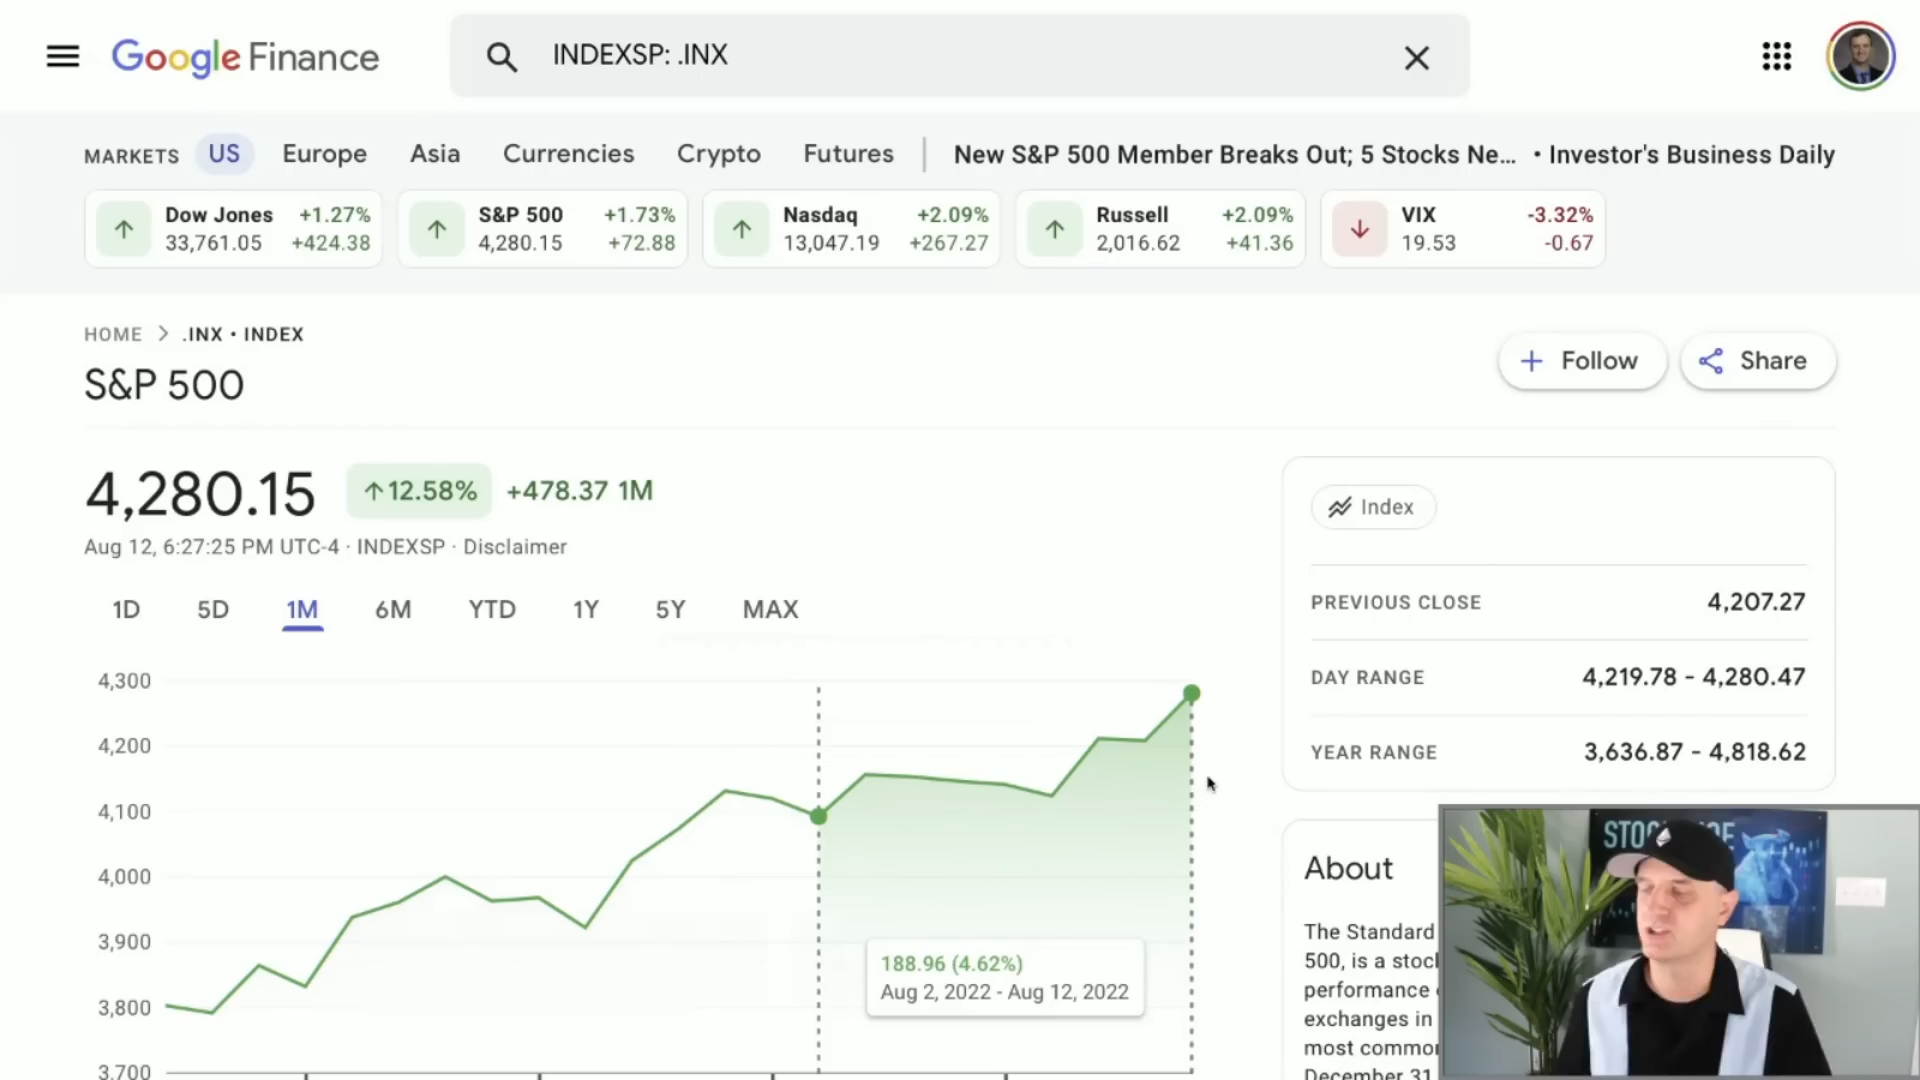 Google Finance
INDEXSP: .INX
MARKETS US Europe Asia Currencies Crypto Futures New S&P 500 Member Breaks Out; 5 Stocks Ne... • Investor's Business Daily
Dow Jones +1.27%
33,761.05 +424.38
S&P 500 +1.73%
4,280.15 +72.88
Nasdaq +2.09%
13,047.19 +267.27
Russell +2.09%
2,016.62 +41.36
VIX -3.32%
19.53 -0.67
HOME > .INX • INDEX
S&P 500
Follow
Share
4,280.15 ↑12.58% +478.37 1M
Aug 12, 6:27:25 PM UTC-4 · INDEXSP · Disclaimer
1D 5D 1M 6M YTD 1Y 5Y MAX
4,300
4,200
4,100
4,000
3,900
3,800
3,700
188.96 (4.62%)
Aug 2, 2022 - Aug 12, 2022
Index
PREVIOUS CLOSE 4,207.27
DAY RANGE 4,219.78 - 4,280.47
YEAR RANGE 3,636.87 - 4,818.62
About
The Standard
500, is a stock
performance
exchanges in
most common
December 31